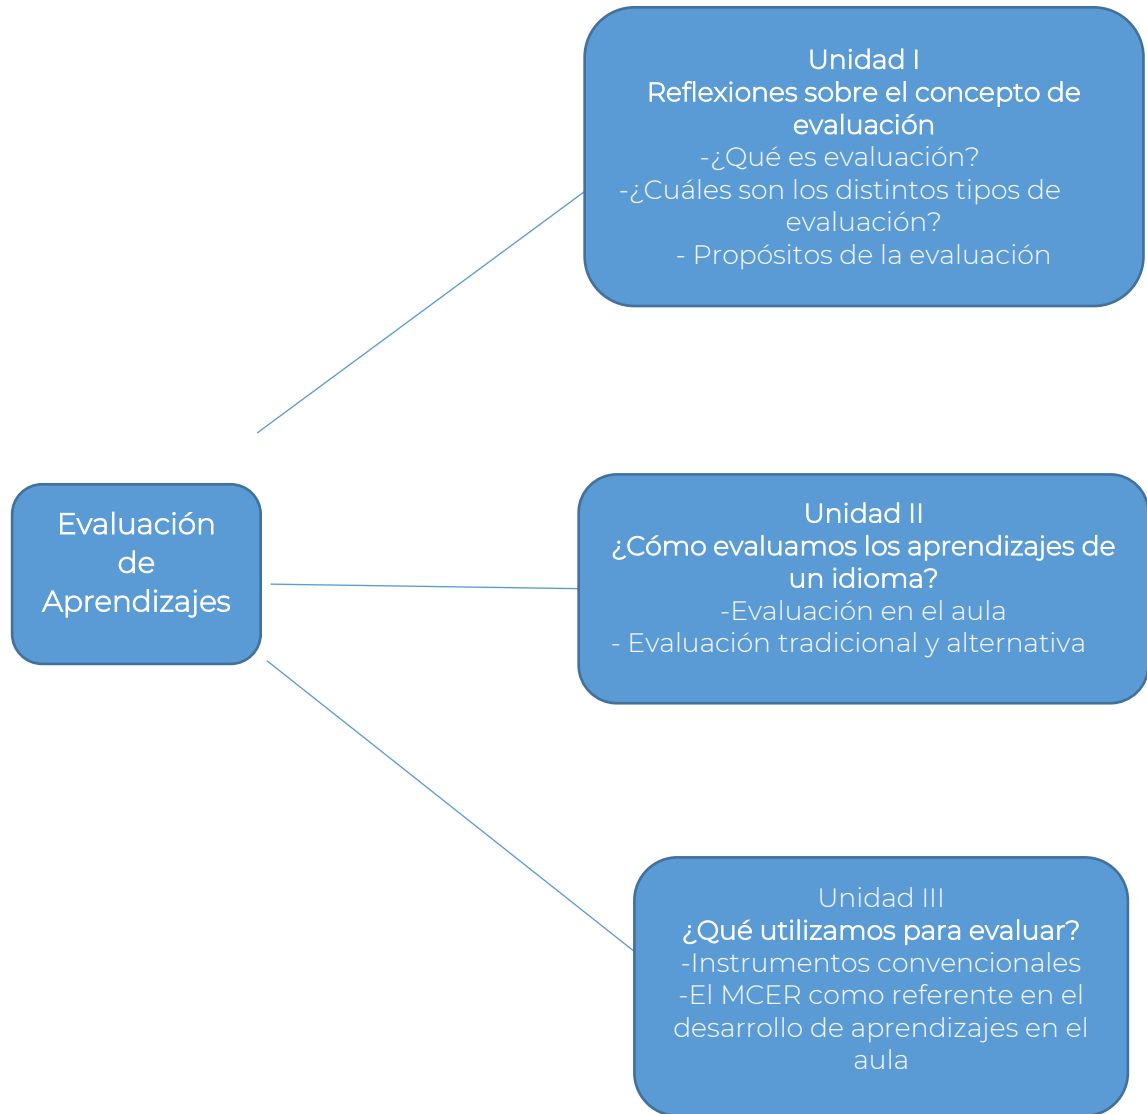 Unidad I
Reflexiones sobre el concepto de
evaluación
-¿Qué es evaluación?
-¿Cuáles son los distintos tipos de
evaluación?
- Propósitos de la evaluación
Evaluación
de
Aprendizajes
Unidad II
¿Cómo evaluamos los aprendizajes de
un idioma?
-Evaluación en el aula
- Evaluación tradicional y alternativa
Unidad III
¿Qué utilizamos para evaluar?
-Instrumentos convencionales
-El MCER como referente en el
desarrollo de aprendizajes en el
aula